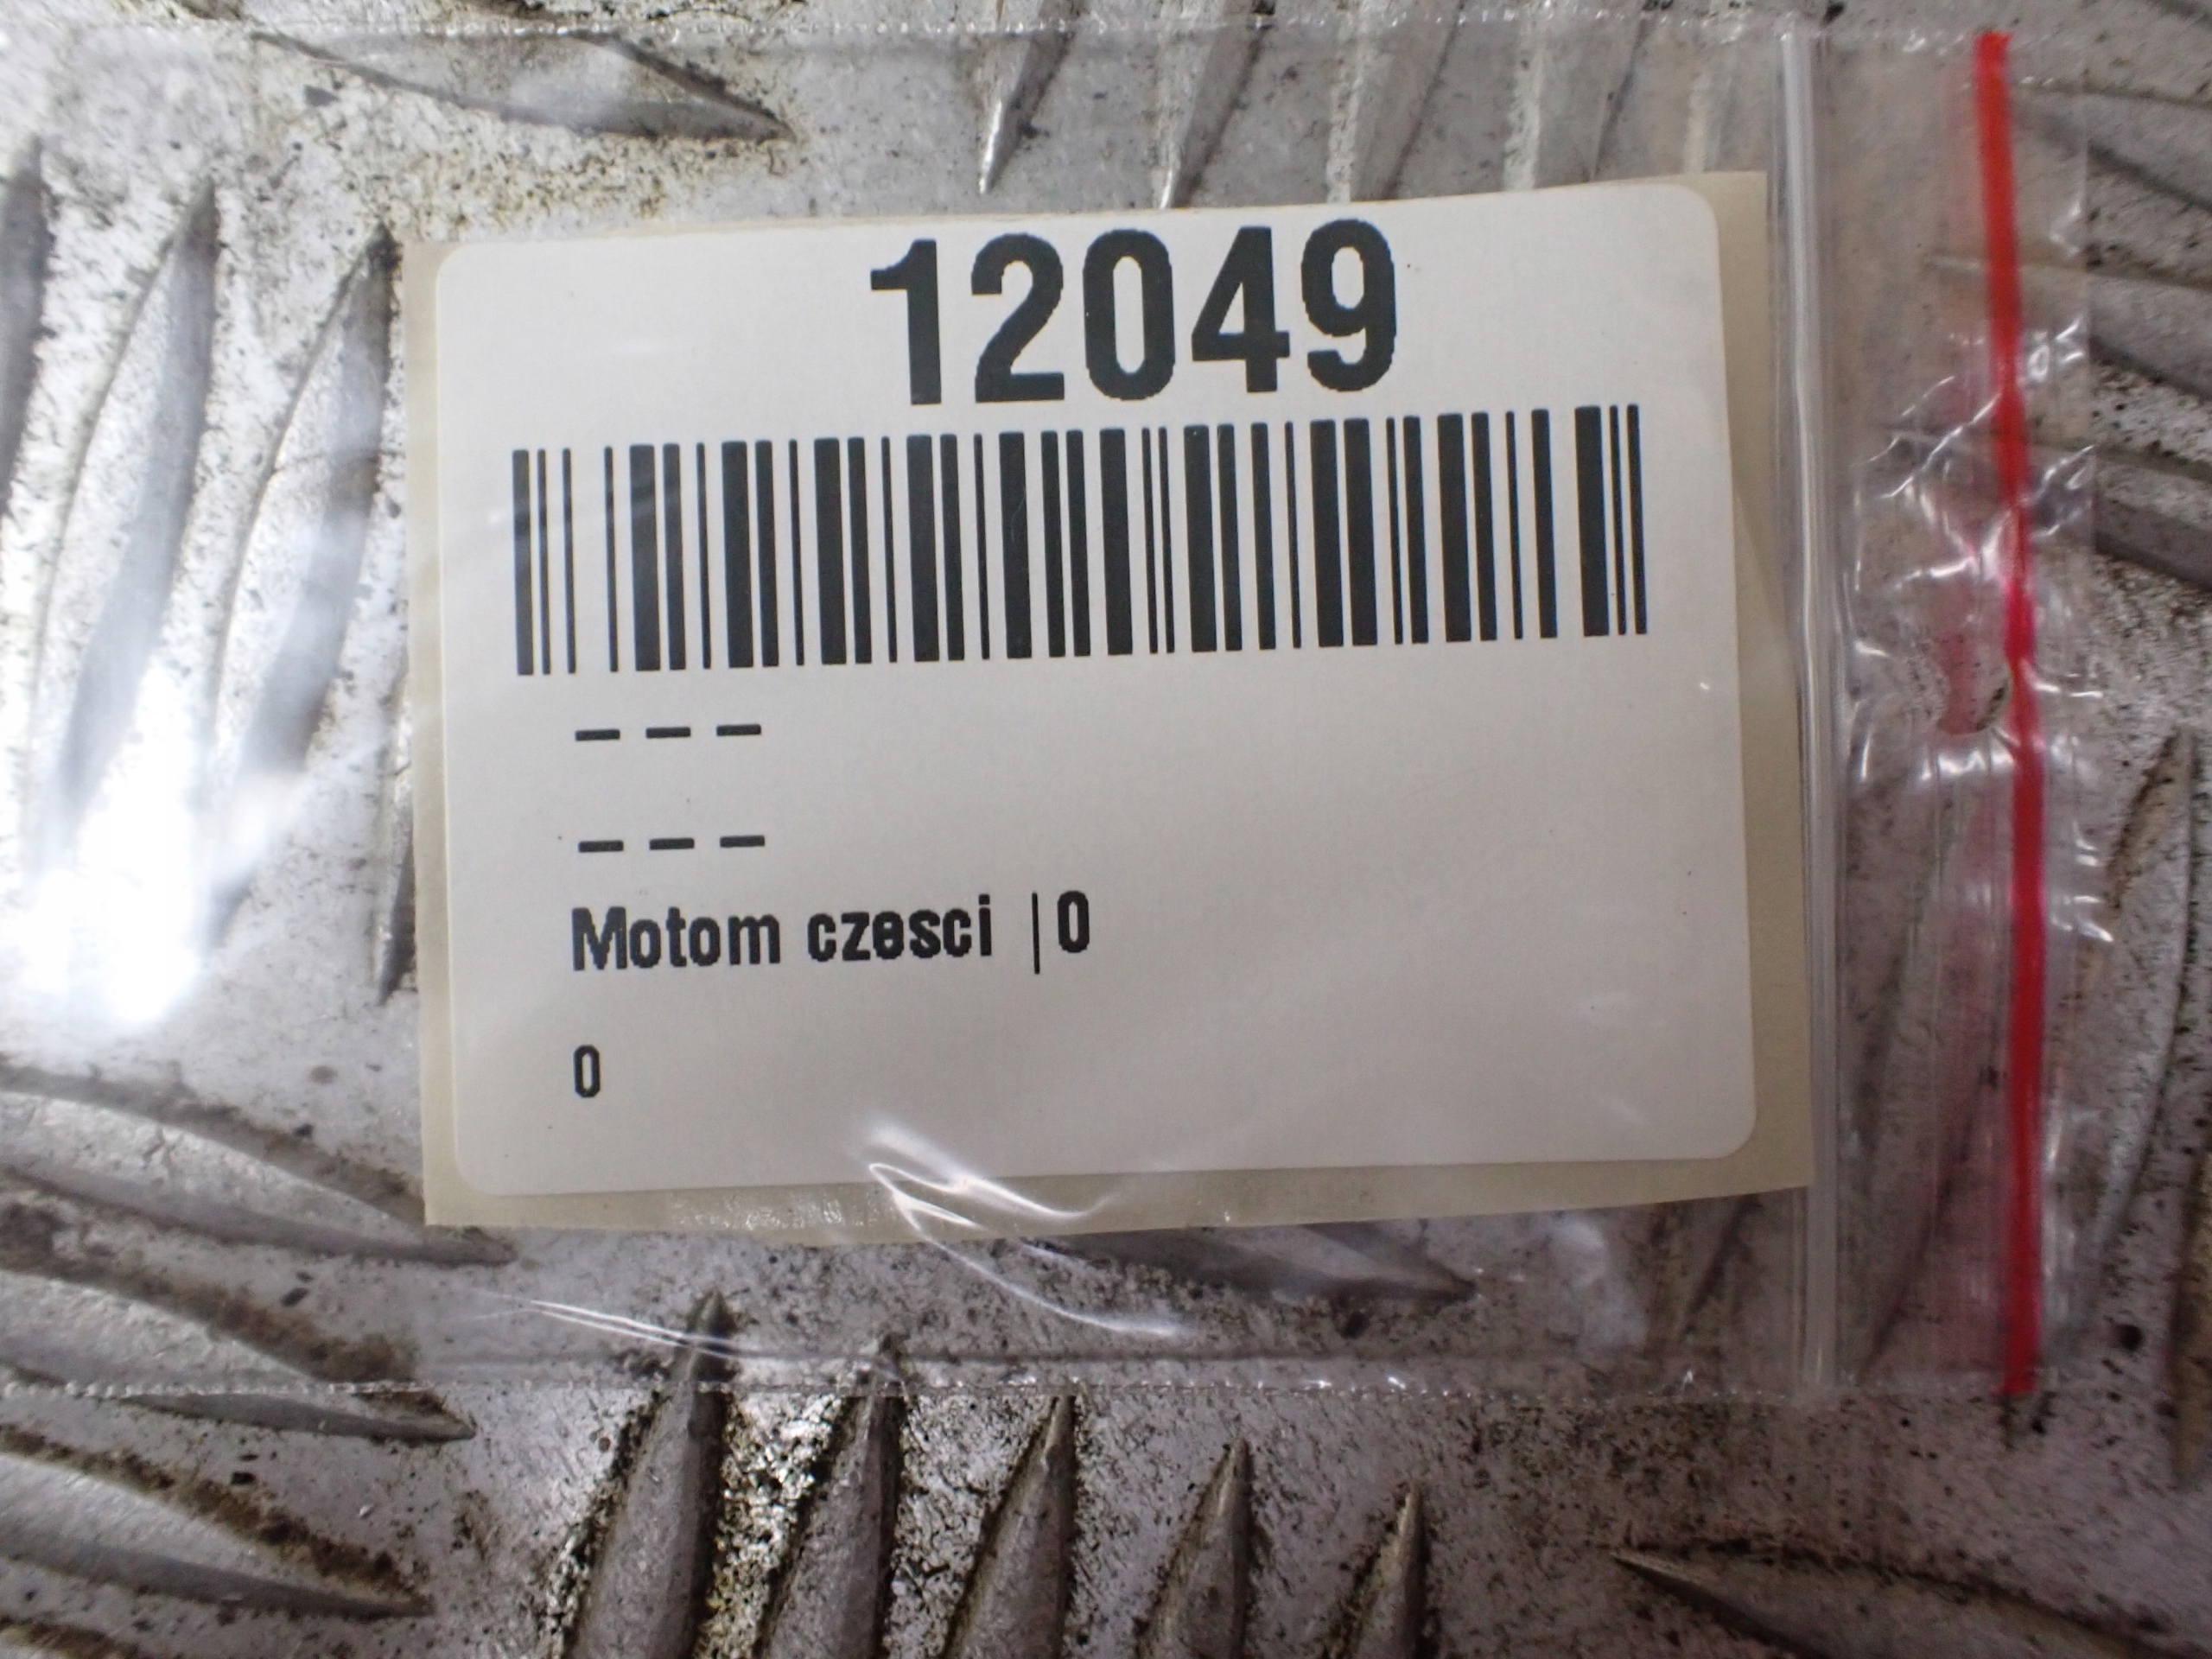 12049
– – –
– – –
Motom czesci |0
0